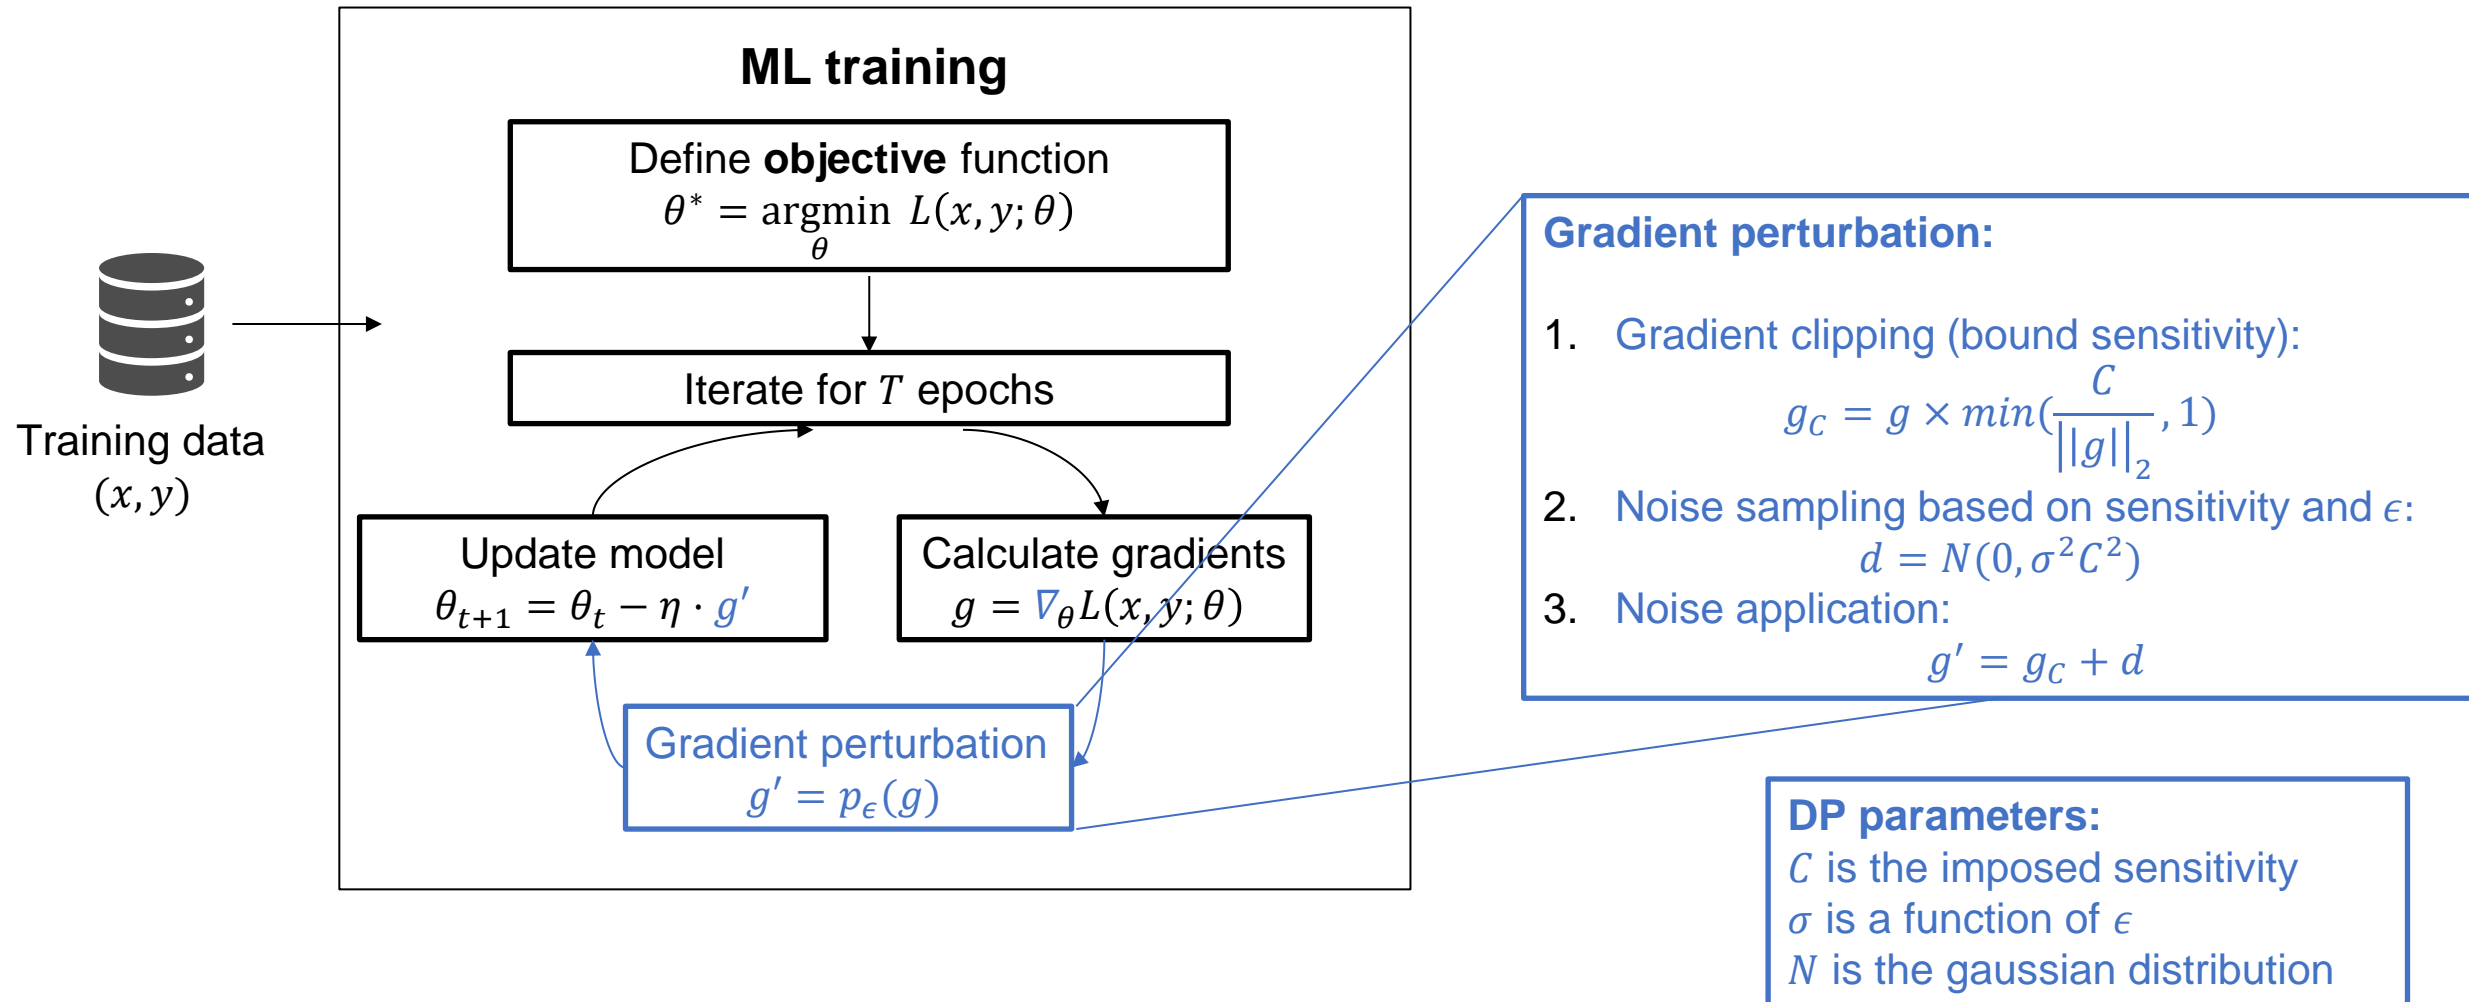 ML training
Define objective function
θ* = argmin L(x, y; θ)
θ
Iterate for T epochs
Training data
(x, y)
Update model
θ_{t+1} = θ_t − η · g′
Calculate gradients
g = ∇_θ L(x, y; θ)
Gradient perturbation
g′ = p_ϵ(g)
Gradient perturbation:
1. Gradient clipping (bound sensitivity):
g_C = g × min(C/||g||_2, 1)
2. Noise sampling based on sensitivity and ϵ:
d = N(0, σ²C²)
3. Noise application:
g′ = g_C + d
DP parameters:
C is the imposed sensitivity
σ is a function of ϵ
N is the gaussian distribution